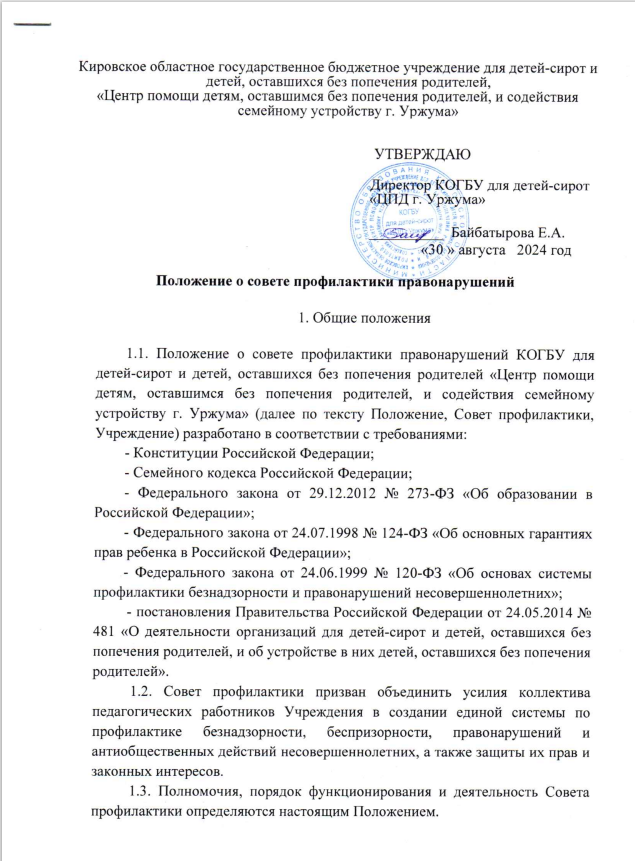 Кировское областное государственное бюджетное учреждение для детей-сирот и
детей, оставшихся без попечения родителей,
«Центр помощи детям, оставшимся без попечения родителей, и содействия
семейному устройству г. Уржума»
УТВЕРЖДАЮ
Директор КОГБУ для детей-сирот
«ЦПД г. Уржума»
Байбатырова Е.А.
«30 » августа 2024 год
Положение о совете профилактики правонарушений
1. Общие положения
1.1. Положение о совете профилактики правонарушений КОГБУ для
детей-сирот и детей, оставшихся без попечения родителей «Центр помощи
детям, оставшимся без попечения родителей, и содействия семейному
устройству г. Уржума» (далее по тексту Положение, Совет профилактики,
Учреждение) разработано в соответствии с требованиями:
- Конституции Российской Федерации;
- Семейного кодекса Российской Федерации;
- Федерального закона от 29.12.2012 № 273-ФЗ «Об образовании в
Российской Федерации»;
- Федерального закона от 24.07.1998 № 124-ФЗ «Об основных гарантиях
прав ребенка в Российской Федерации»;
- Федерального закона от 24.06.1999 № 120-ФЗ «Об основах системы
профилактики безнадзорности и правонарушений несовершеннолетних»;
- постановления Правительства Российской Федерации от 24.05.2014 №
481 «О деятельности организаций для детей-сирот и детей, оставшихся без
попечения родителей, и об устройстве в них детей, оставшихся без попечения
родителей».
1.2. Совет профилактики призван объединить усилия коллектива
педагогических работников Учреждения в создании единой системы по
профилактике безнадзорности, беспризорности, правонарушений и
антиобщественных действий несовершеннолетних, а также защиты их прав и
законных интересов.
1.3. Полномочия, порядок функционирования и деятельность Совета
профилактики определяются настоящим Положением.